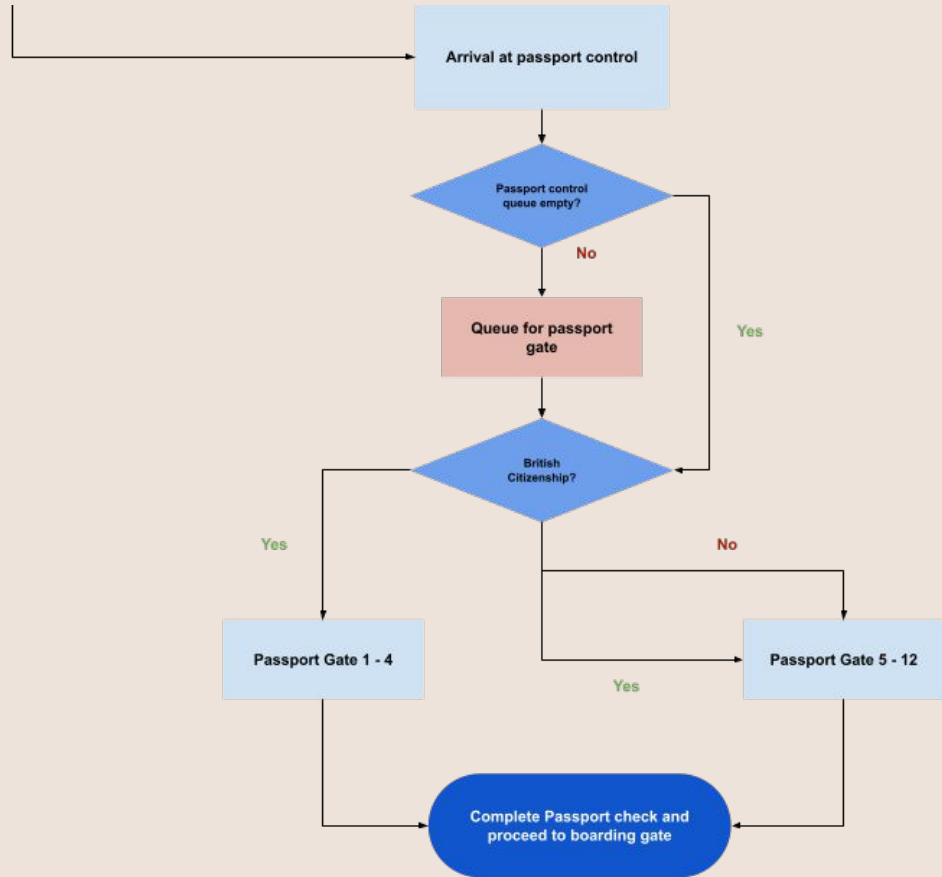 Arrival at passport control
Passport control
queue empty?
No
Queue for passport
gate
Yes
British
Citizenship?
Yes
No
Passport Gate 1 - 4
Passport Gate 5 - 12
Yes
Complete Passport check and
proceed to boarding gate